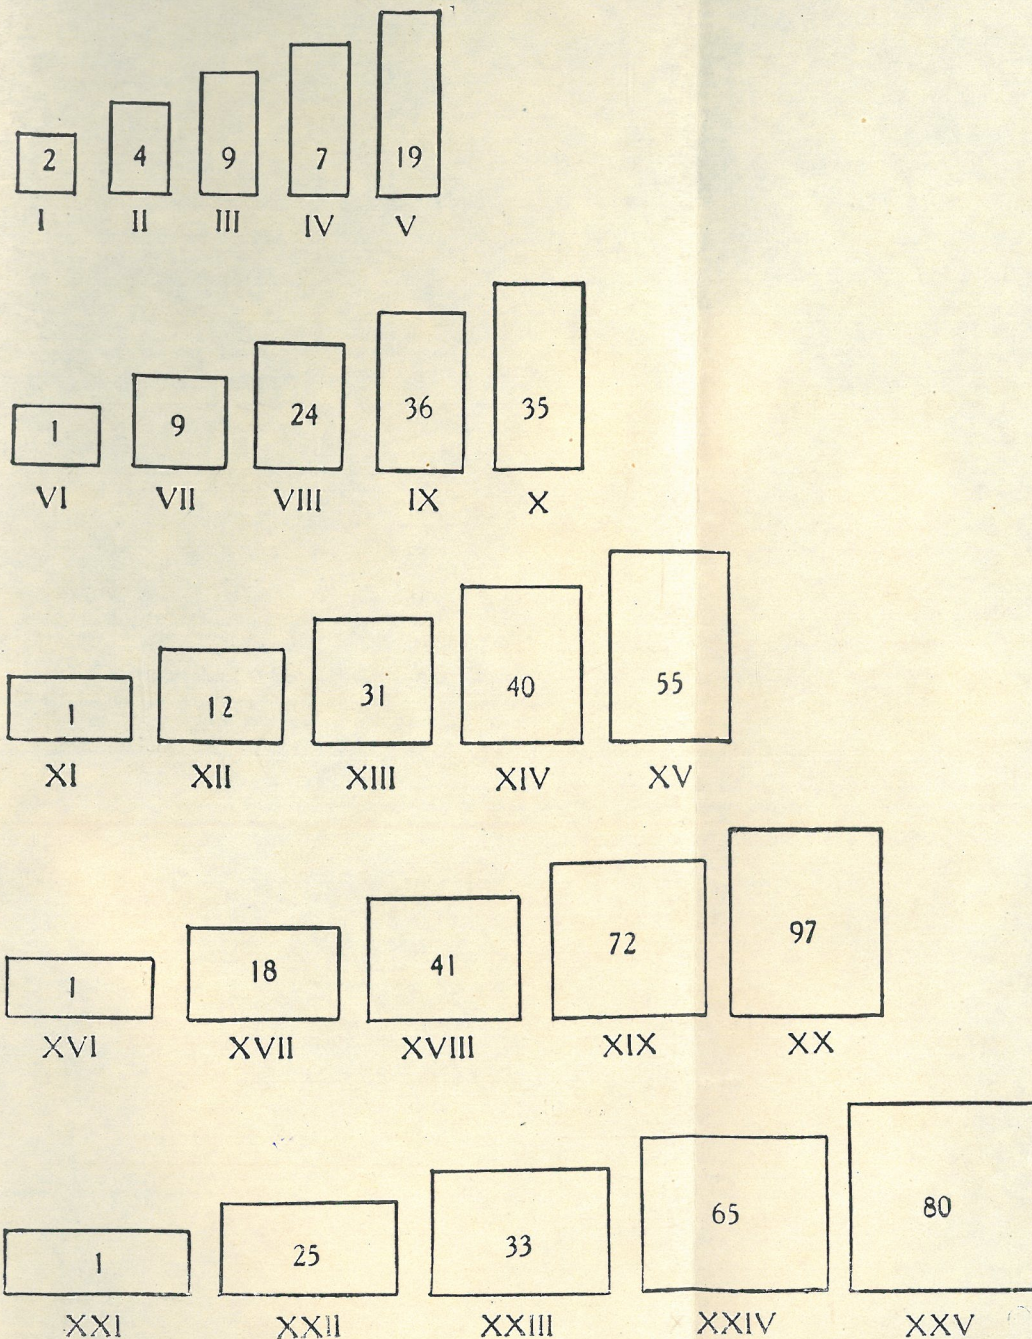 2 4 9 7 19
I II III IV V
1 9 24 36 35
VI VII VIII IX X
1 12 31 40 55
XI XII XIII XIV XV
1 18 41 72 97
XVI XVII XVIII XIX XX
1 25 33 65 80
XXI XXII XXIII XXIV XXV